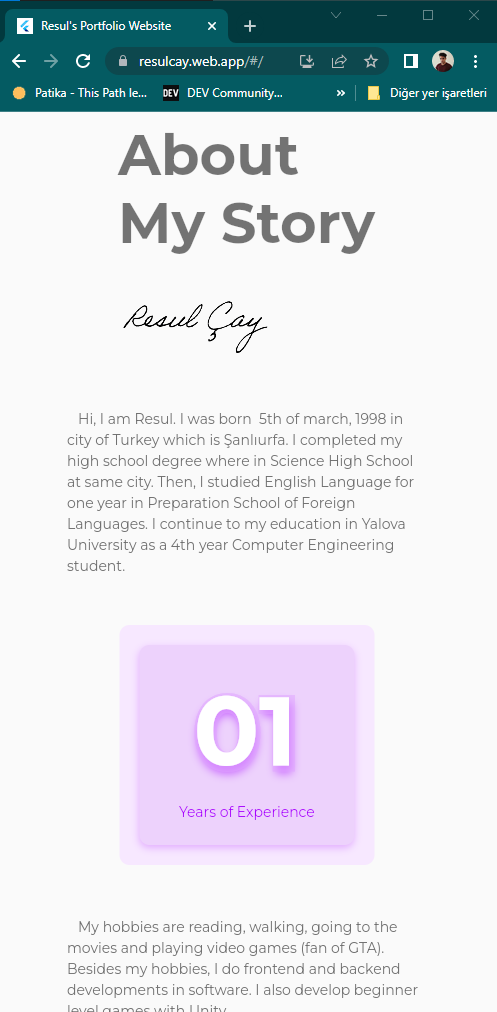 Resul's Portfolio Website
resulcay.web.app/#/
Patika - This Path le...
DEV
DEV Community...
»
Diğer yer işaretleri
About
My Story
Resul Çay
Hi, I am Resul. I was born  5th of march, 1998 in
city of Turkey which is Şanlıurfa. I completed my
high school degree where in Science High School
at same city. Then, I studied English Language for
one year in Preparation School of Foreign
Languages. I continue to my education in Yalova
University as a 4th year Computer Engineering
student.
01
Years of Experience
My hobbies are reading, walking, going to the
movies and playing video games (fan of GTA).
Besides my hobbies, I do frontend and backend
developments in software. I also develop beginner
level games with Unity.